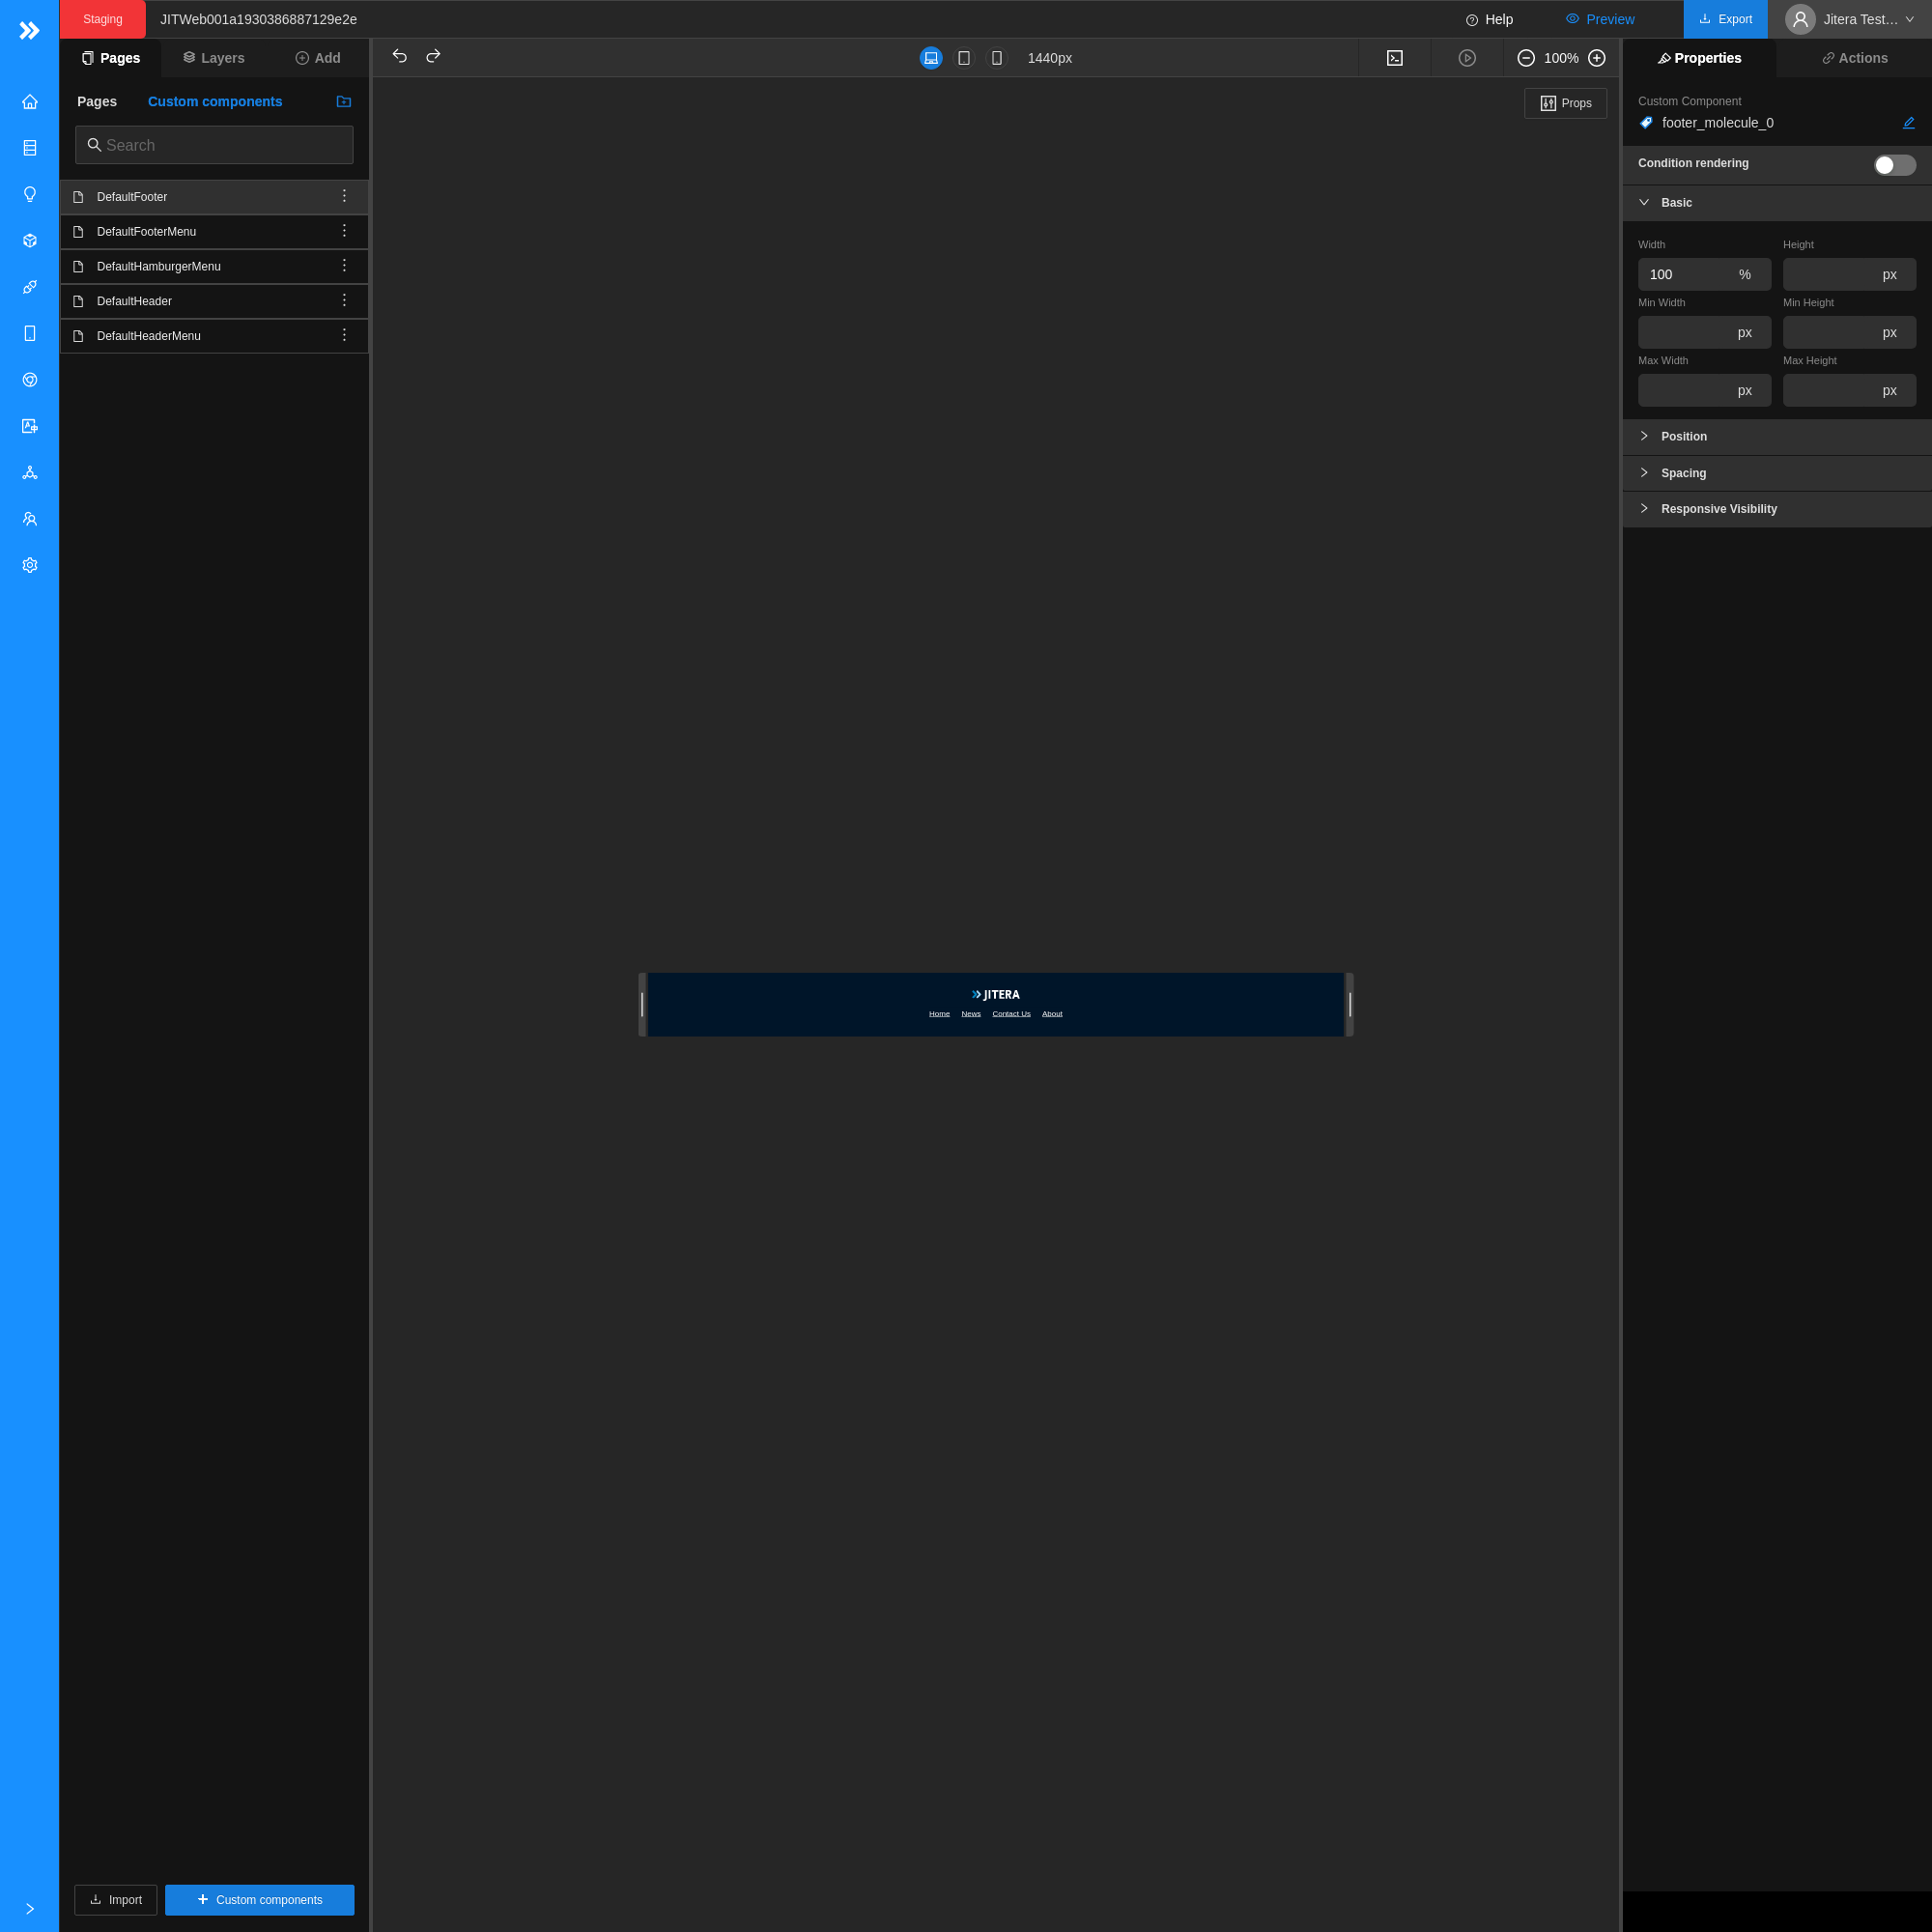 Staging
JITWeb001a1930386887129e2e
Help
Preview
Export
Jitera Test...
Pages
Layers
Add
1440px
100%
Properties
Actions
Pages
Custom components
Search
DefaultFooter
DefaultFooterMenu
DefaultHamburgerMenu
DefaultHeader
DefaultHeaderMenu
Props
JITERA
Home News Contact Us About
Custom Component
footer_molecule_0
Condition rendering
Basic
Width Height
100 % px
Min Width Min Height
px px
Max Width Max Height
px px
Position
Spacing
Responsive Visibility
Import
Custom components